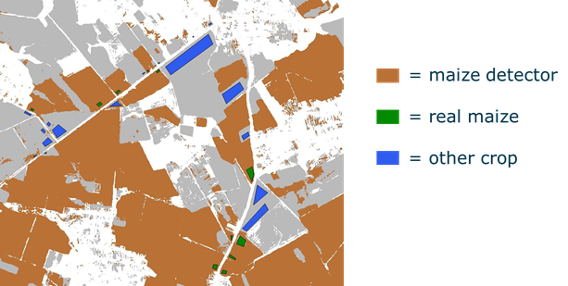 = maize detector
= real maize
= other crop